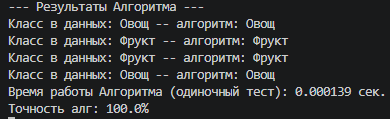 --- Результаты Алгоритма ---
Класс в данных: Овощ -- алгоритм: Овощ
Класс в данных: Фрукт -- алгоритм: Фрукт
Класс в данных: Фрукт -- алгоритм: Фрукт
Класс в данных: Овощ -- алгоритм: Овощ
Время работы Алгоритма (одиночный тест): 0.000139 сек.
Точность алг: 100.0%